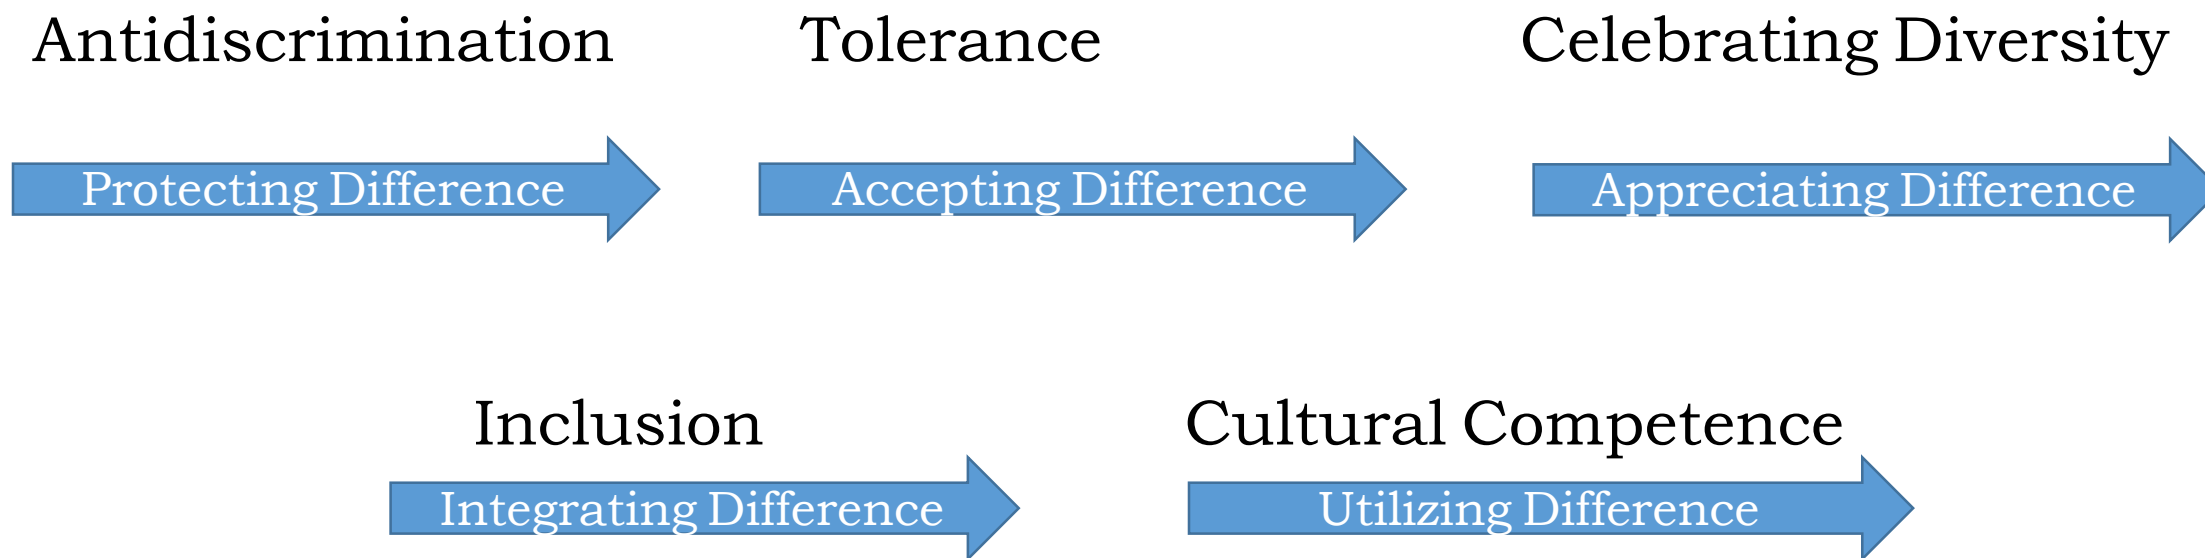 Antidiscrimination Tolerance Celebrating Diversity
Protecting Difference Accepting Difference Appreciating Difference
Inclusion Cultural Competence
Integrating Difference Utilizing Difference